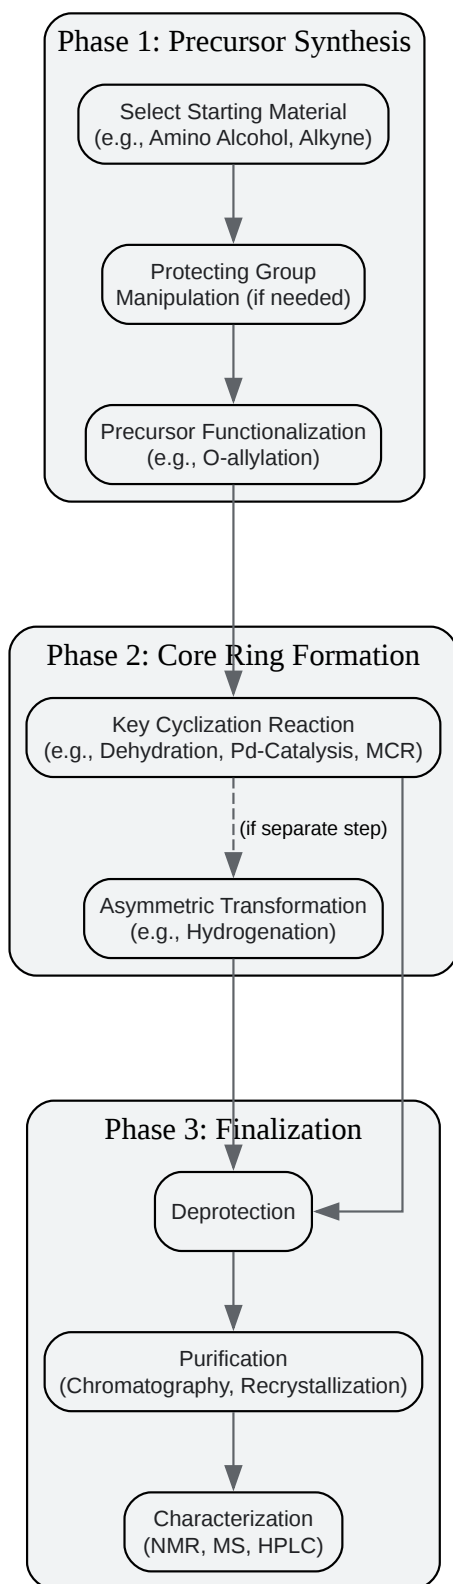 Phase 1: Precursor Synthesis
Select Starting Material
(e.g., Amino Alcohol, Alkyne)
Protecting Group
Manipulation (if needed)
Precursor Functionalization
(e.g., O-allylation)
Phase 2: Core Ring Formation
Key Cyclization Reaction
(e.g., Dehydration, Pd-Catalysis, MCR)
(if separate step)
Asymmetric Transformation
(e.g., Hydrogenation)
Phase 3: Finalization
Deprotection
Purification
(Chromatography, Recrystallization)
Characterization
(NMR, MS, HPLC)